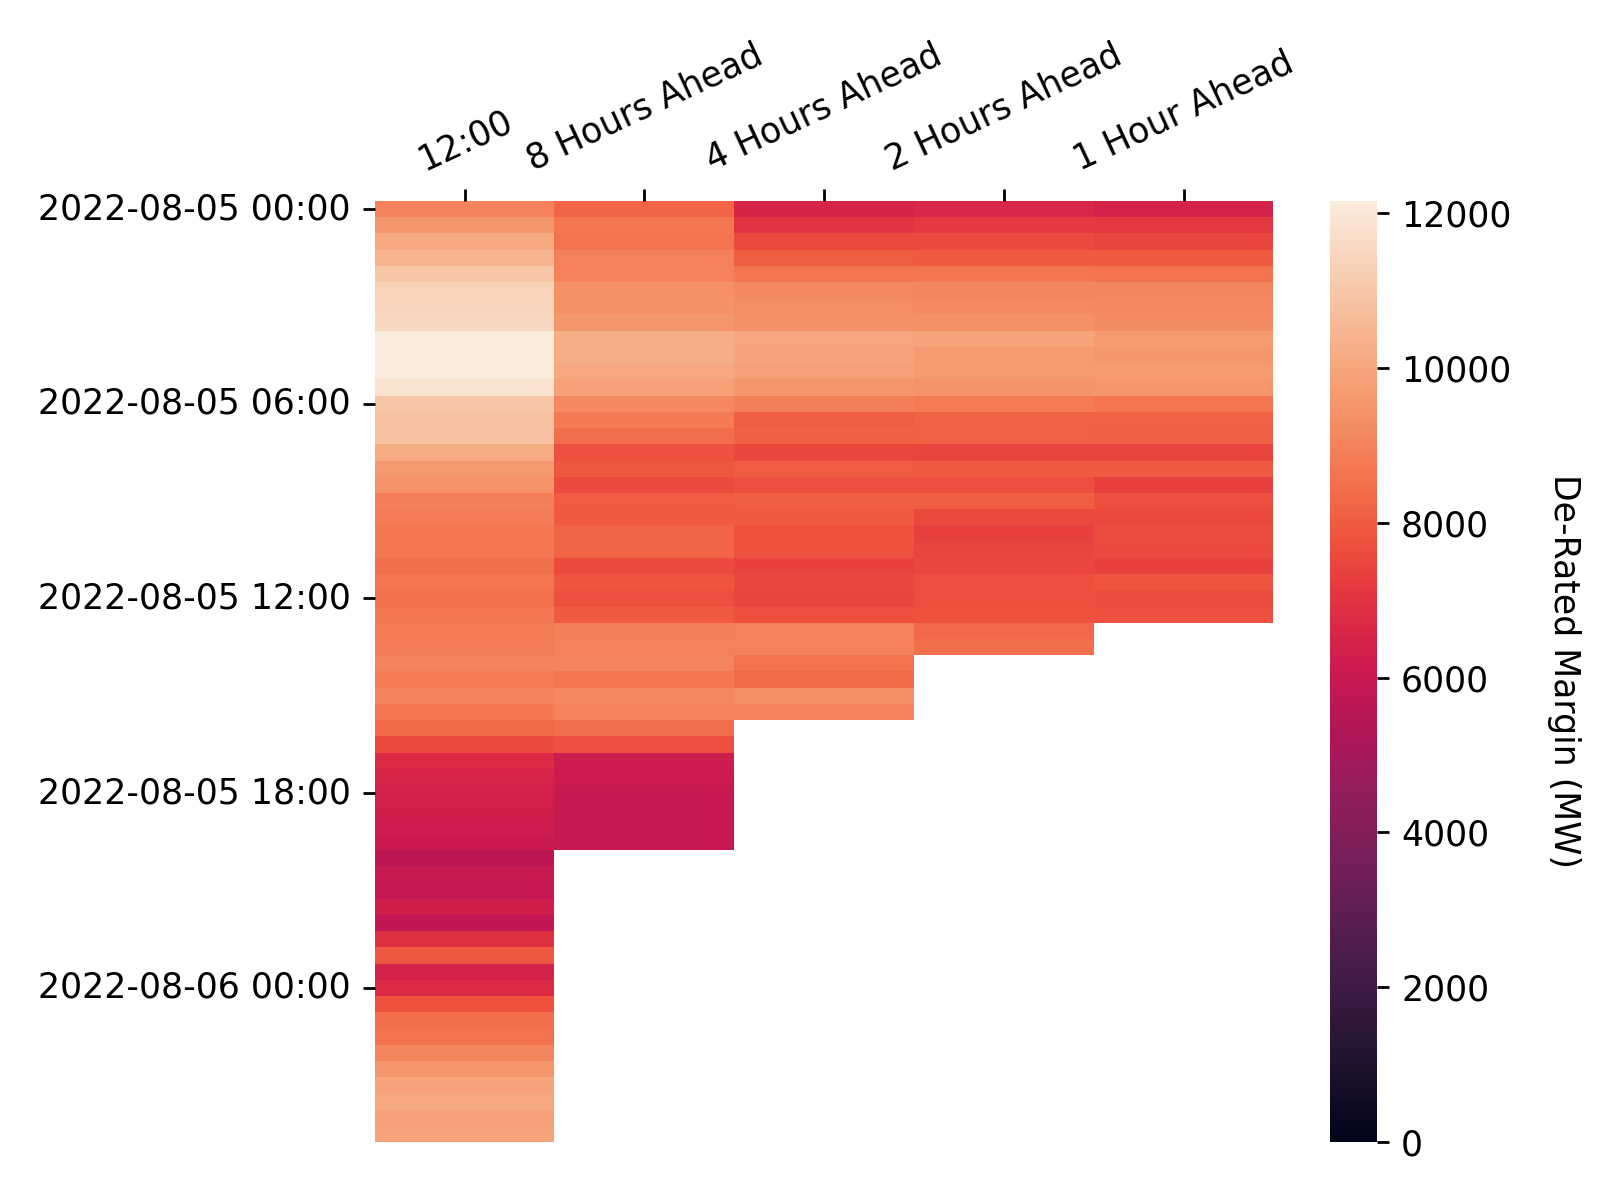 12:00
8 Hours Ahead
4 Hours Ahead
2 Hours Ahead
1 Hour Ahead
2022-08-05 00:00
2022-08-05 06:00
2022-08-05 12:00
2022-08-05 18:00
2022-08-06 00:00
12000
10000
8000
6000
4000
2000
0
De-Rated Margin (MW)